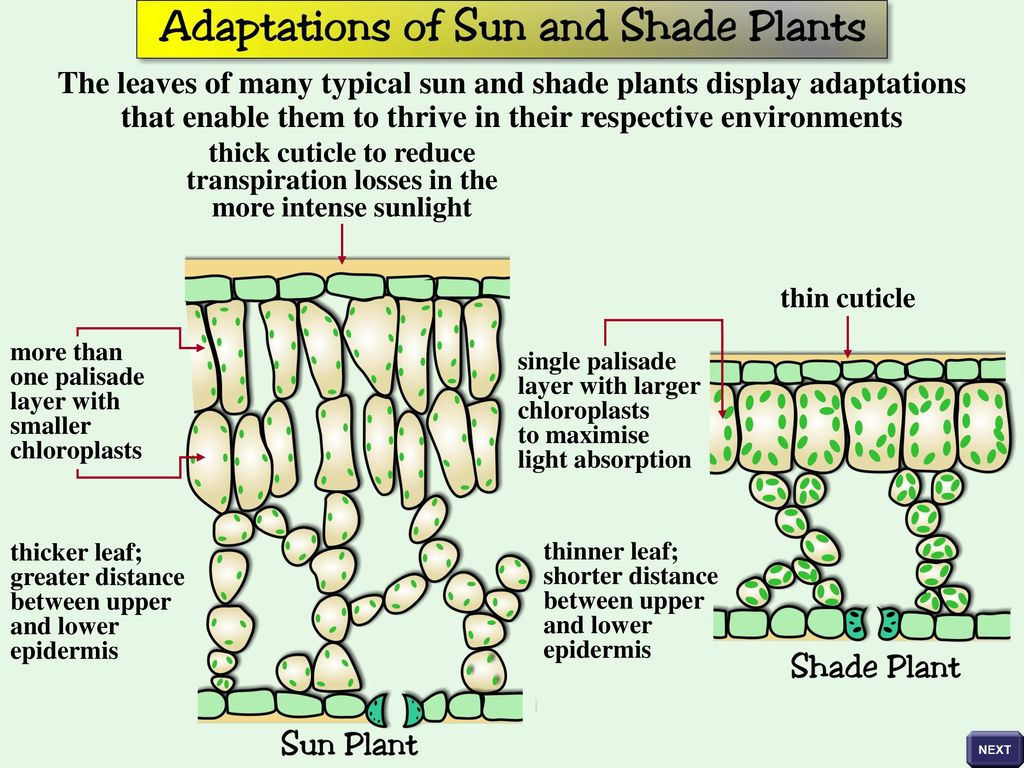 Adaptations of Sun and Shade Plants
The leaves of many typical sun and shade plants display adaptations
that enable them to thrive in their respective environments
thick cuticle to reduce
transpiration losses in the
more intense sunlight
thin cuticle
more than
one palisade
layer with
smaller
chloroplasts
single palisade
layer with larger
chloroplasts
to maximise
light absorption
thicker leaf;
greater distance
between upper
and lower
epidermis
thinner leaf;
shorter distance
between upper
and lower
epidermis
Shade Plant
Sun Plant
NEXT